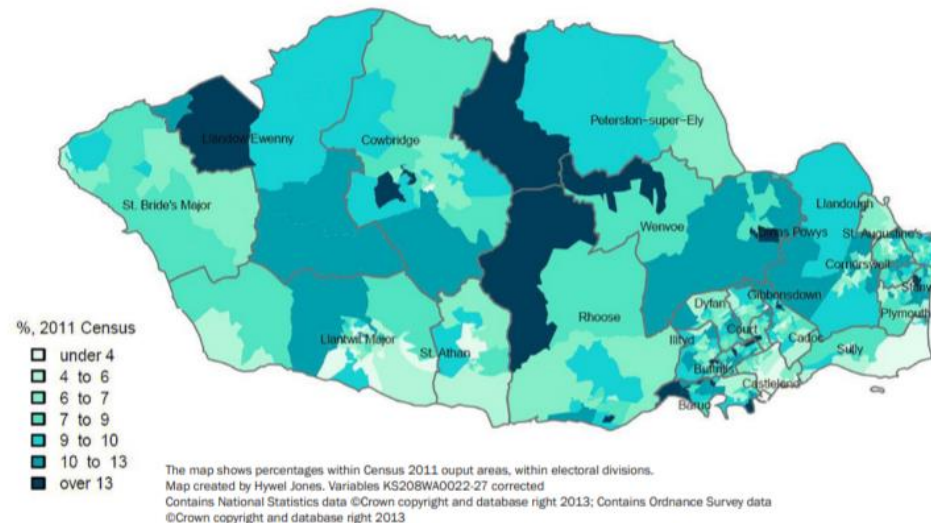 Llandow/Ewenny
Cowbridge
Peterston-super-Ely
St. Bride's Major
Llandough
Wenvoe
Dinas Powys
St. Augustine's
Cornerswell
Stanwell
Plymouth
Gibbonsdown
Dyfan
Rhoose
Court
Illtyd
Cadoc
Llantwit Major
St. Athan
Sully
Buttrills
Castleland
Baruc
%, 2011 Census
under 4
4 to 6
6 to 7
7 to 9
9 to 10
10 to 13
over 13
The map shows percentages within Census 2011 ouput areas, within electoral divisions.
Map created by Hywel Jones. Variables KS208WA0022-27 corrected
Contains National Statistics data ©Crown copyright and database right 2013; Contains Ordnance Survey data
©Crown copyright and database right 2013